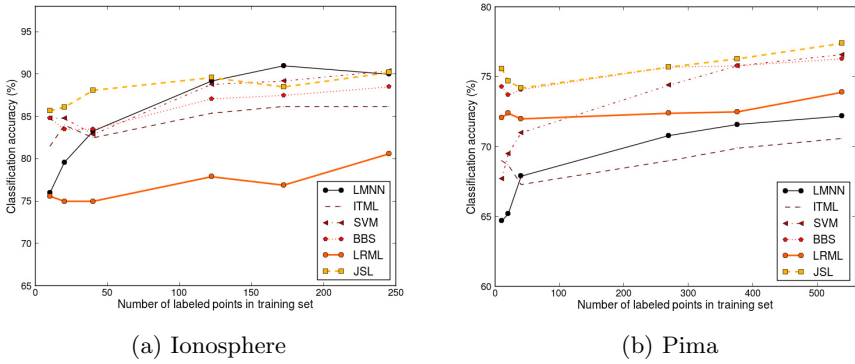 Classification accuracy (%)
95
90
85
80
75
70
65
0
50
100
150
200
250
Number of labeled points in training set
LMNN
ITML
SVM
BBS
LRML
JSL
(a) Ionosphere
Classification accuracy (%)
80
75
70
65
60
0
100
200
300
400
500
Number of labeled points in training set
LMNN
ITML
SVM
BBS
LRML
JSL
(b) Pima